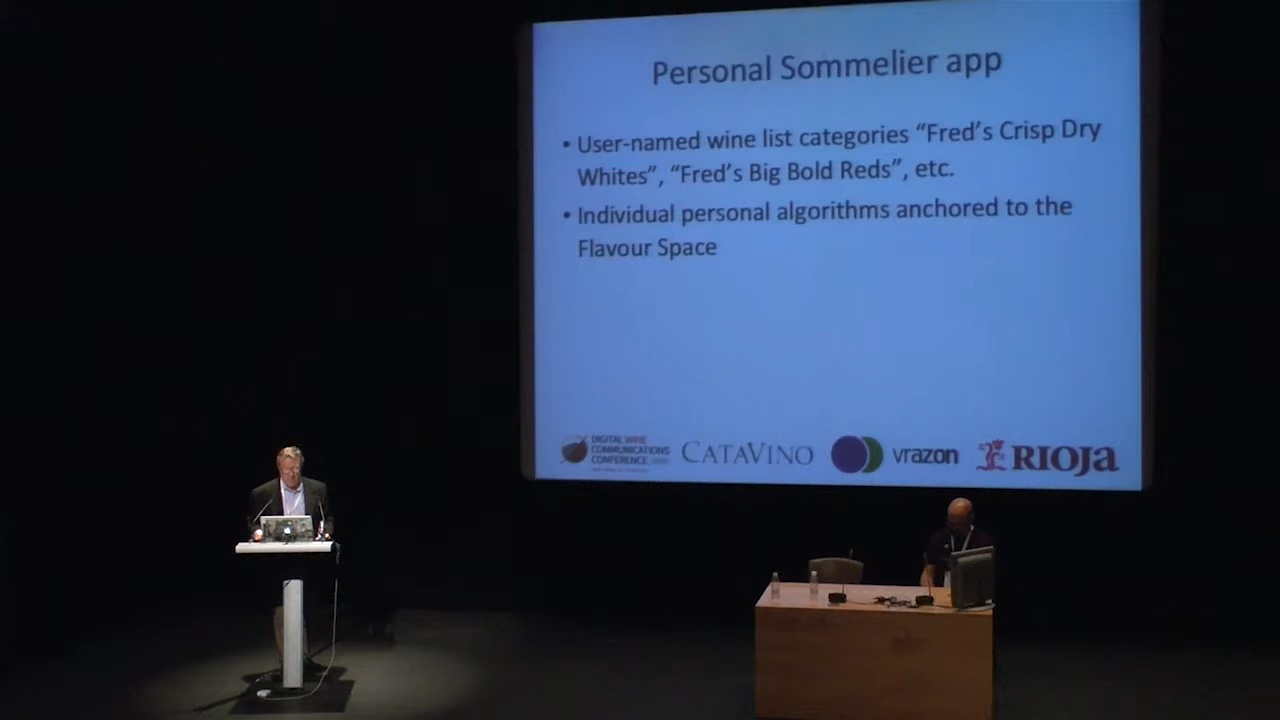 Personal Sommelier app
• User-named wine list categories “Fred’s Crisp Dry
Whites”, “Fred’s Big Bold Reds”, etc.
• Individual personal algorithms anchored to the
Flavour Space
DIGITAL WINE
COMMUNICATIONS
CONFERENCE
CATAVINO
vrazon
RIOJA